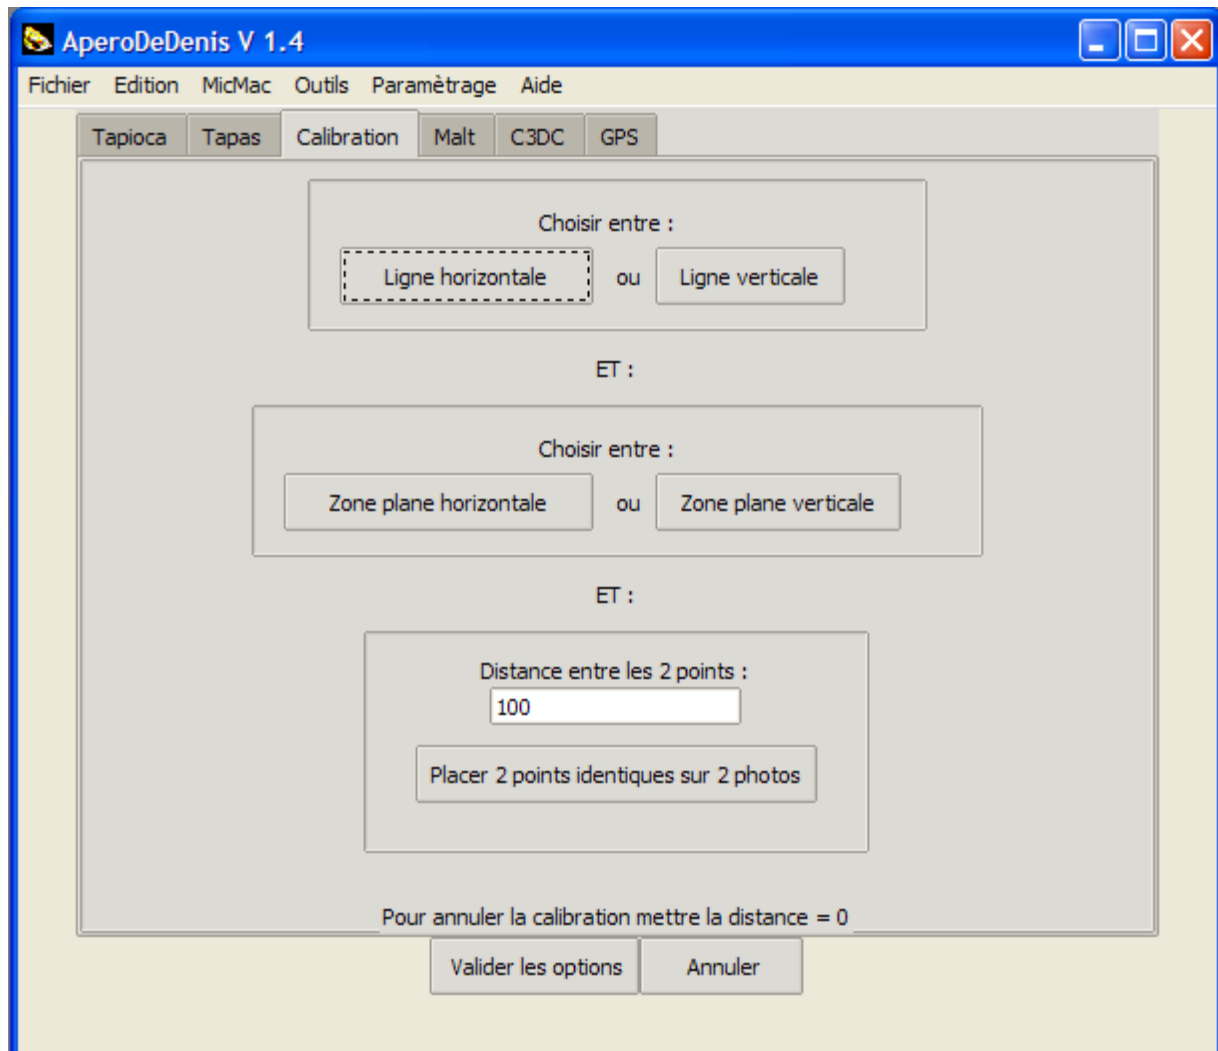 AperoDeDenis V 1.4
Fichier Edition MicMac Outils Paramètrage Aide
Tapioca Tapas Calibration Malt C3DC GPS
Choisir entre :
Ligne horizontale ou Ligne verticale
ET :
Choisir entre :
Zone plane horizontale ou Zone plane verticale
ET :
Distance entre les 2 points :
100
Placer 2 points identiques sur 2 photos
Pour annuler la calibration mettre la distance = 0
Valider les options Annuler